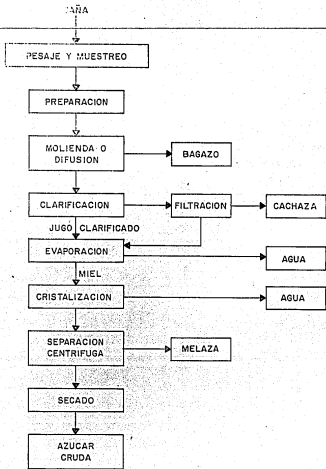 CAÑA
PESAJE Y MUESTREO
PREPARACION
MOLIENDA O
DIFUSION
BAGAZO
CLARIFICACION
FILTRACION
CACHAZA
JUGO CLARIFICADO
EVAPORACION
AGUA
MIEL
CRISTALIZACION
AGUA
SEPARACION
CENTRIFUGA
MELAZA
SECADO
AZUCAR
CRUDA